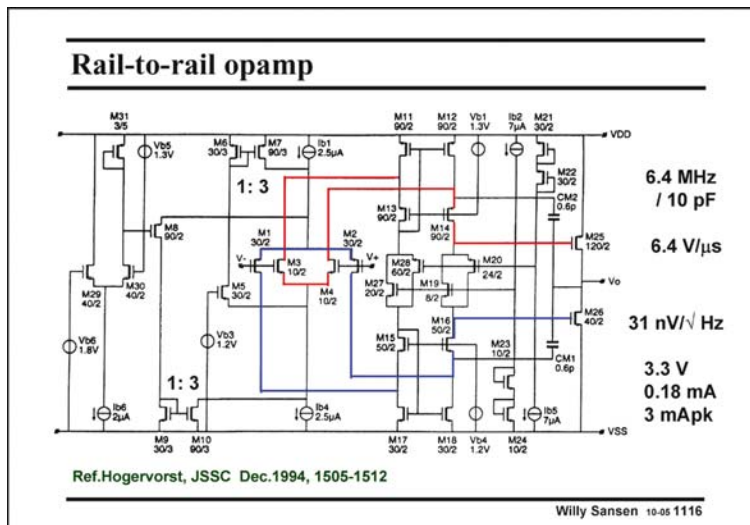 Rail-to-rail opamp
M31
3/5
Vb5
1.3V
M6
30/3
M7
90/3
Ib1
2.5µA
M11
90/2
M12
90/2
Vb1
1.3V
Ib2
7µA
M21
30/2
VDD
M22
30/2
1: 3
M8
90/2
M13
90/2
M14
90/2
CM2
0.6p
M25
120/2
6.4 MHz
/ 10 pF
6.4 V/µs
M1
30/2
M2
30/2
V-
V+
M3
10/2
M4
10/2
M28
60/2
M20
24/2
M27
20/2
M19
8/2
Vo
M29
40/2
M30
40/2
M5
30/2
M26
40/2
31 nV/√ Hz
Vb6
1.8V
Vb3
1.2V
M15
50/2
M16
50/2
M23
10/2
CM1
0.6p
3.3 V
0.18 mA
3 mApk
1: 3
Ib6
2µA
Ib4
2.5µA
Ib5
7µA
M9
30/3
M10
90/3
M17
30/2
M18
30/2
Vb4
1.2V
M24
10/2
VSS
Ref.Hogervorst, JSSC Dec.1994, 1505-1512
Willy Sansen 10-05 1116